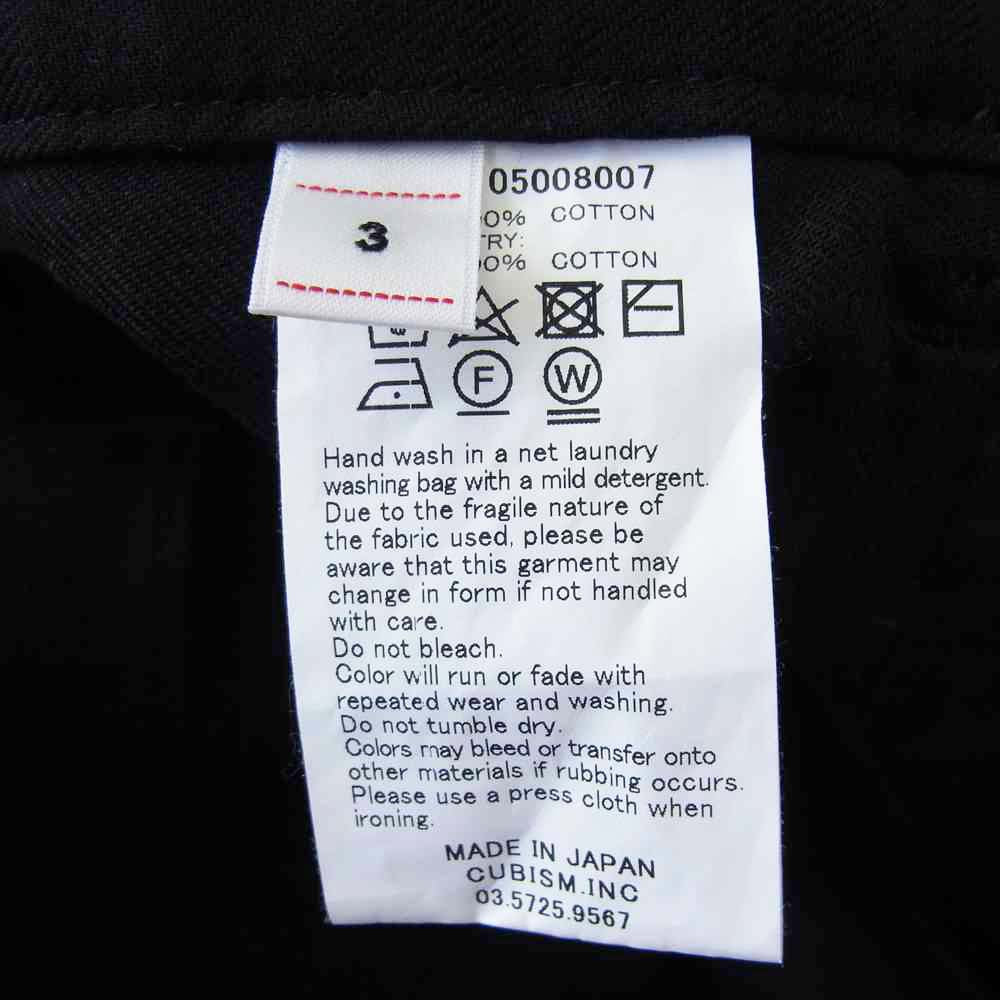 3
05008007
0% COTTON
TRY:
00% COTTON
F
W
Hand wash in a net laundry
washing bag with a mild detergent.
Due to the fragile nature of
the fabric used, please be
aware that this garment may
change in form if not handled
with care.
Do not bleach.
Color will run or fade with
repeated wear and washing.
Do not tumble dry.
Colors may bleed or transfer onto
other materials if rubbing occurs.
Please use a press cloth when
ironing.
MADE IN JAPAN
CUBISM.INC
03.5725.9567